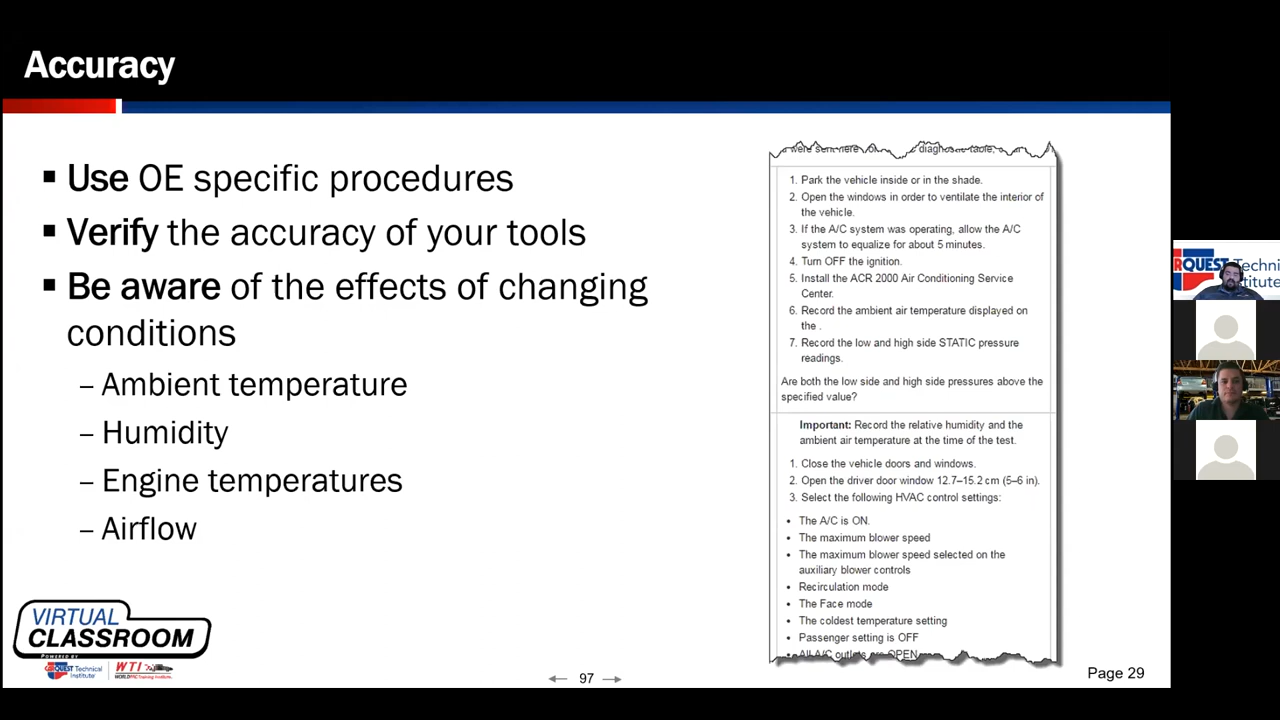 Accuracy
▪ Use OE specific procedures
▪ Verify the accuracy of your tools
▪ Be aware of the effects of changing
conditions
– Ambient temperature
– Humidity
– Engine temperatures
– Airflow
diagnostic table,
1. Park the vehicle inside or in the shade.
2. Open the windows in order to ventilate the interior of
the vehicle.
3. If the A/C system was operating, allow the A/C
system to equalize for about 5 minutes.
4. Turn OFF the ignition.
5. Install the ACR 2000 Air Conditioning Service
Center.
6. Record the ambient air temperature displayed on
the .
7. Record the low and high side STATIC pressure
readings.
Are both the low side and high side pressures above the
specified value?
Important: Record the relative humidity and the
ambient air temperature at the time of the test.
1. Close the vehicle doors and windows.
2. Open the driver door window 12.7–15.2 cm (5–6 in).
3. Select the following HVAC control settings:
• The A/C is ON.
• The maximum blower speed
• The maximum blower speed selected on the
auxiliary blower controls
• Recirculation mode
• The Face mode
• The coldest temperature setting
• Passenger setting is OFF
• All A/C outlets are OPEN
VIRTUAL
CLASSROOM
POWERED BY
CARQUEST Technical
Institute
WTI
WORLDPAC Training Institute
97
Page 29
RQUEST Technic
Institute